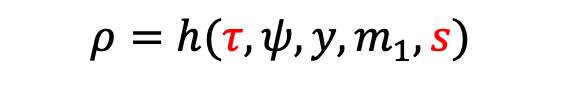 ρ = h(τ, ψ, y, m₁, s)